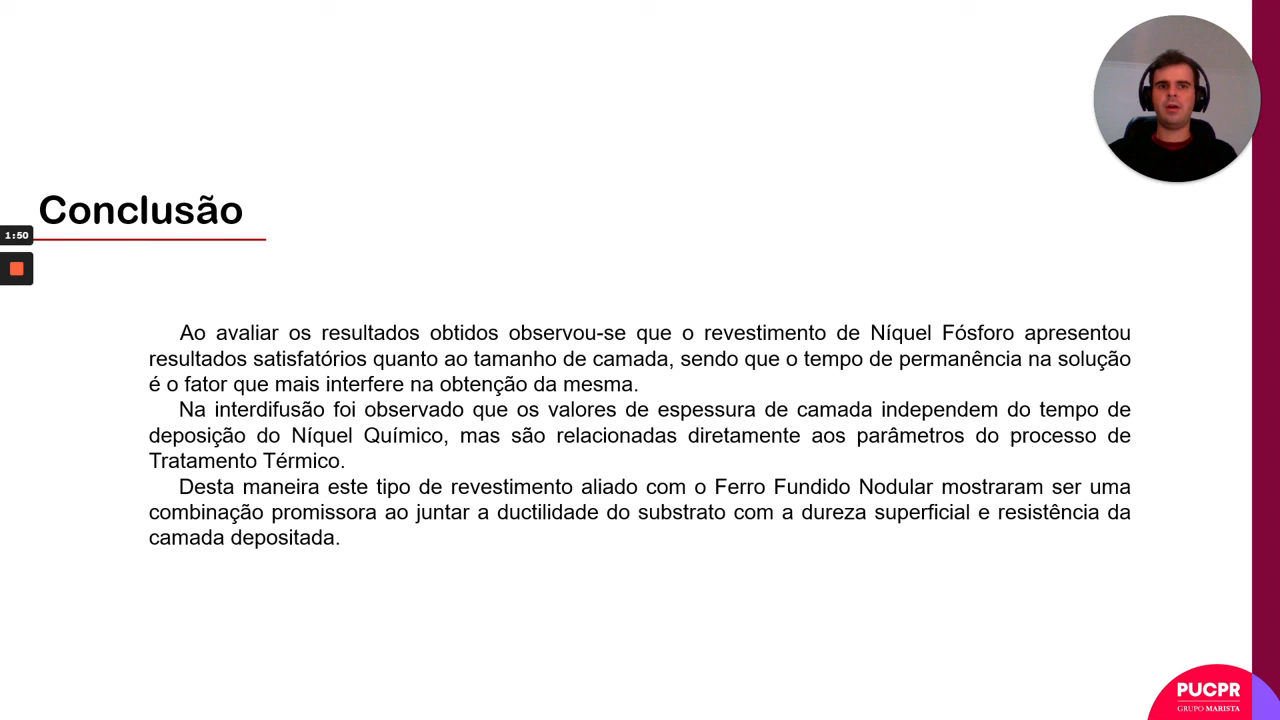 Conclusão
1:50
Ao avaliar os resultados obtidos observou-se que o revestimento de Níquel Fósforo apresentou
resultados satisfatórios quanto ao tamanho de camada, sendo que o tempo de permanência na solução
é o fator que mais interfere na obtenção da mesma.
Na interdifusão foi observado que os valores de espessura de camada independem do tempo de
deposição do Níquel Químico, mas são relacionadas diretamente aos parâmetros do processo de
Tratamento Térmico.
Desta maneira este tipo de revestimento aliado com o Ferro Fundido Nodular mostraram ser uma
combinação promissora ao juntar a ductilidade do substrato com a dureza superficial e resistência da
camada depositada.
PUCPR
GRUPO MARISTA